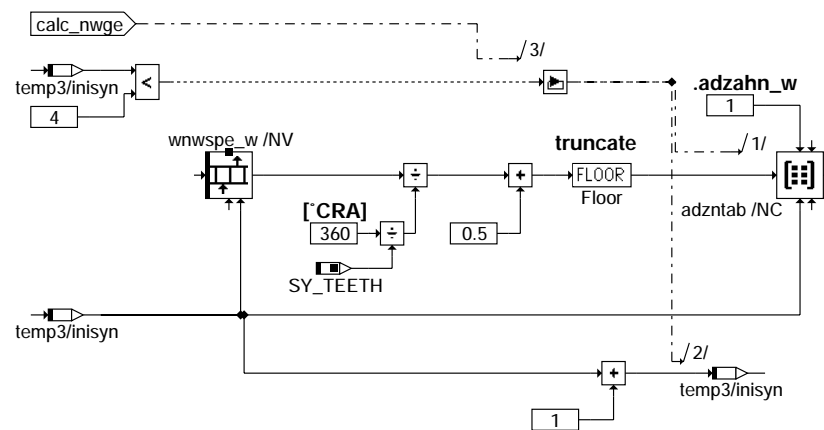 calc_nwge
/3/
temp3/inisyn
<
4
.adzahn_w
1
wnwspe_w /NV
truncate
/1/
÷
+
FLOOR
Floor
adzntab /NC
[°CRA]
360
÷
0.5
SY_TEETH
temp3/inisyn
/2/
+
temp3/inisyn
1